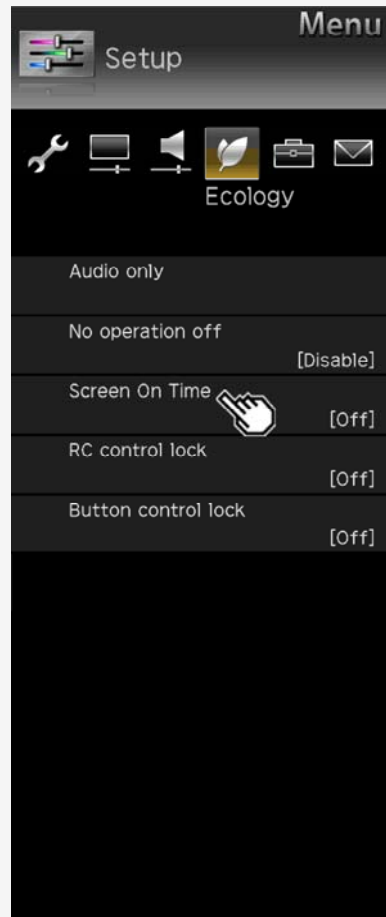 Menu
Setup
Ecology
Audio only
No operation off
[Disable]
Screen On Time
[Off]
RC control lock
[Off]
Button control lock
[Off]